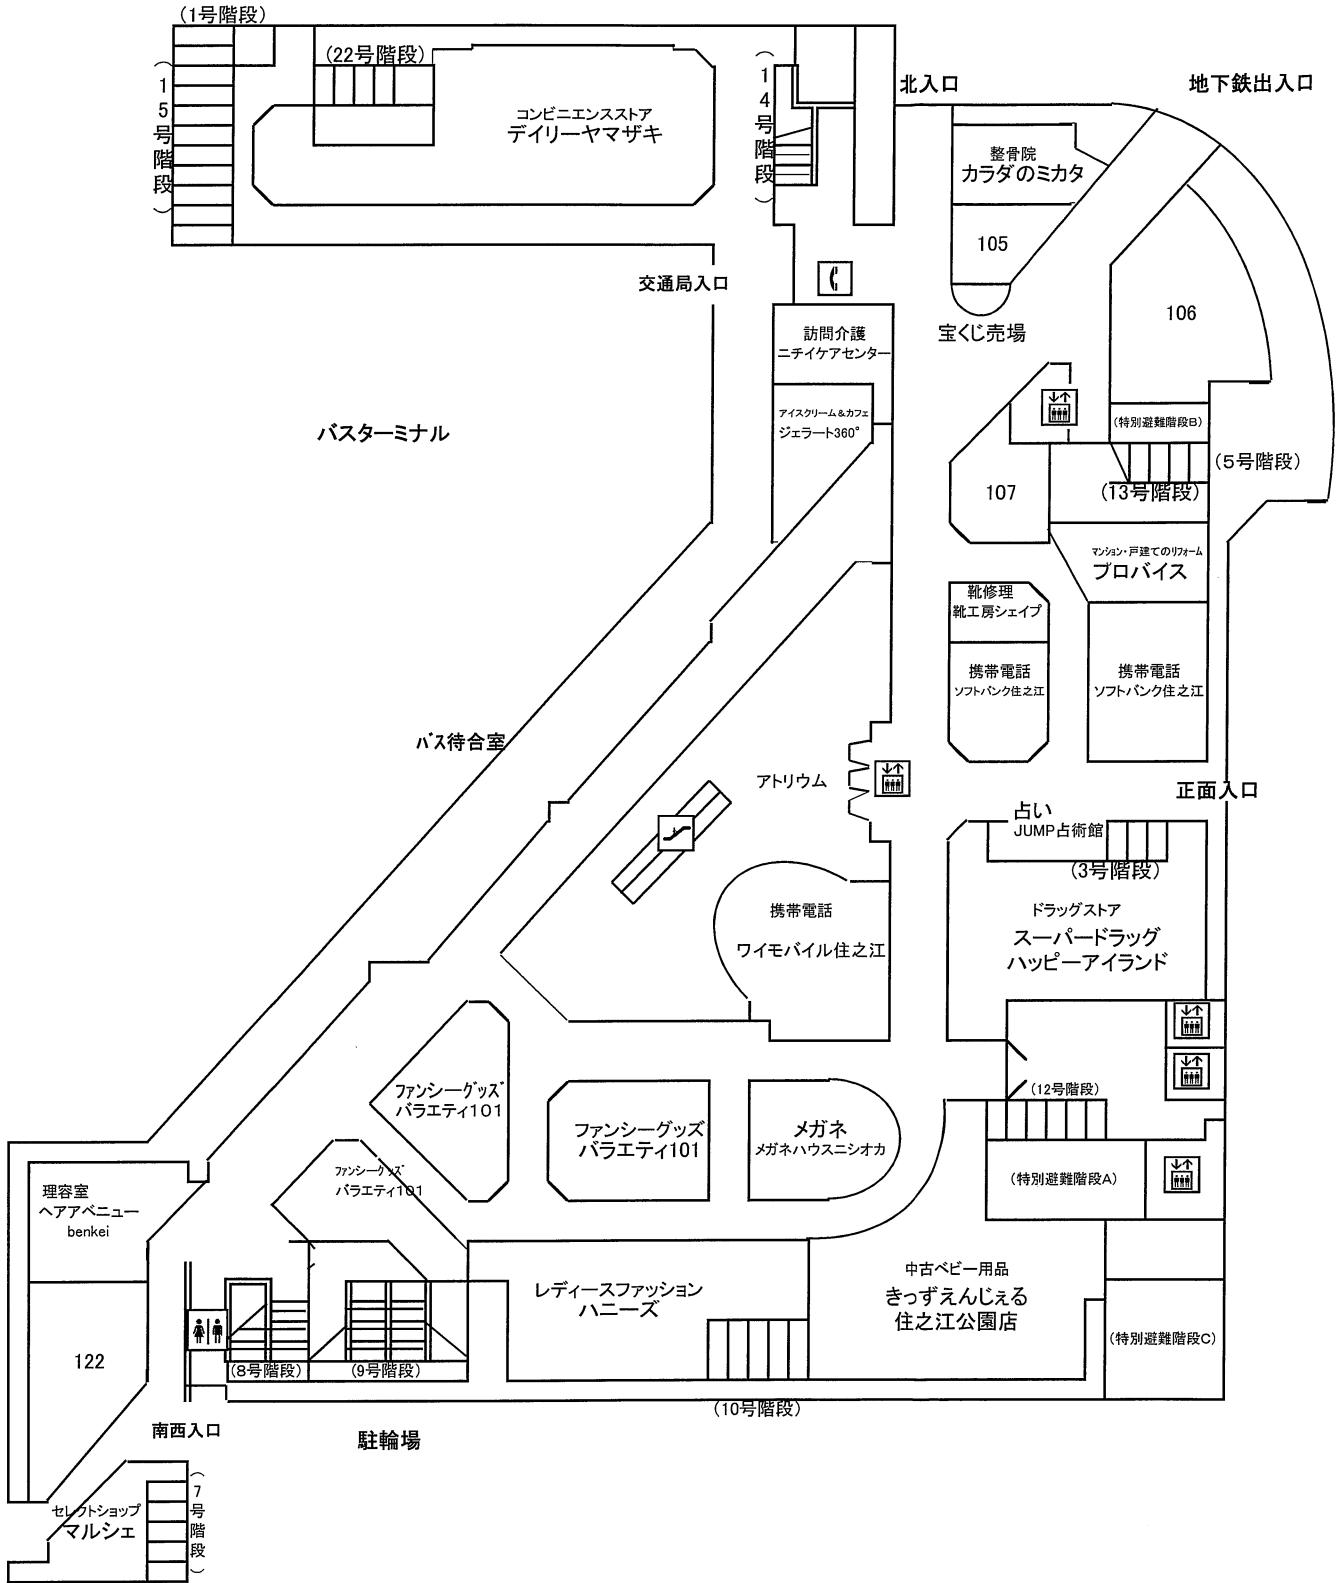 （1号階段）
（22号階段）
（15号階段）
（14号階段）
北入口
地下鉄出入口
コンビニエンスストア
デイリーヤマザキ
整骨院
カラダのミカタ
105
交通局入口
宝くじ売場
106
訪問介護
ニチイケアセンター
アイスクリーム＆カフェ
ジェラート360°
（特別避難階段B）
バスターミナル
（5号階段）
107
（13号階段）
マンション・戸建てのリフォーム
プロバイス
靴修理
靴工房シェイプ
携帯電話
ソフトバンク住之江
携帯電話
ソフトバンク住之江
バス待合室
アトリウム
正面入口
占い
JUMP占術館
（3号階段）
携帯電話
ワイモバイル住之江
ドラッグストア
スーパードラッグ
ハッピーアイランド
ファンシーグッズ
バラエティ101
（12号階段）
ファンシーグッズ
バラエティ101
メガネ
メガネハウスニシオカ
ファンシーグッズ
バラエティ101
（特別避難階段A）
理容室
ヘアアベニュー
benkei
レディースファッション
ハニーズ
中古ベビー用品
きっずえんじぇる
住之江公園店
（特別避難階段C）
122
（8号階段）
（9号階段）
（10号階段）
南西入口
駐輪場
セレクトショップ
マルシェ
（7号階段）